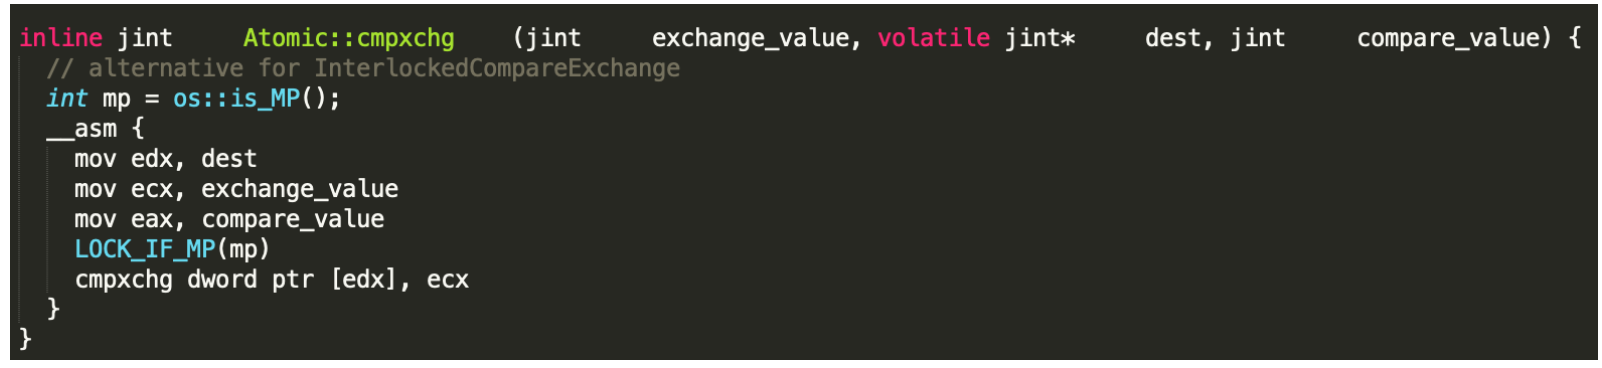 inline jint    Atomic::cmpxchg    (jint     exchange_value, volatile jint*     dest, jint     compare_value) {
  // alternative for InterlockedCompareExchange
  int mp = os::is_MP();
  __asm {
    mov edx, dest
    mov ecx, exchange_value
    mov eax, compare_value
    LOCK_IF_MP(mp)
    cmpxchg dword ptr [edx], ecx
  }
}